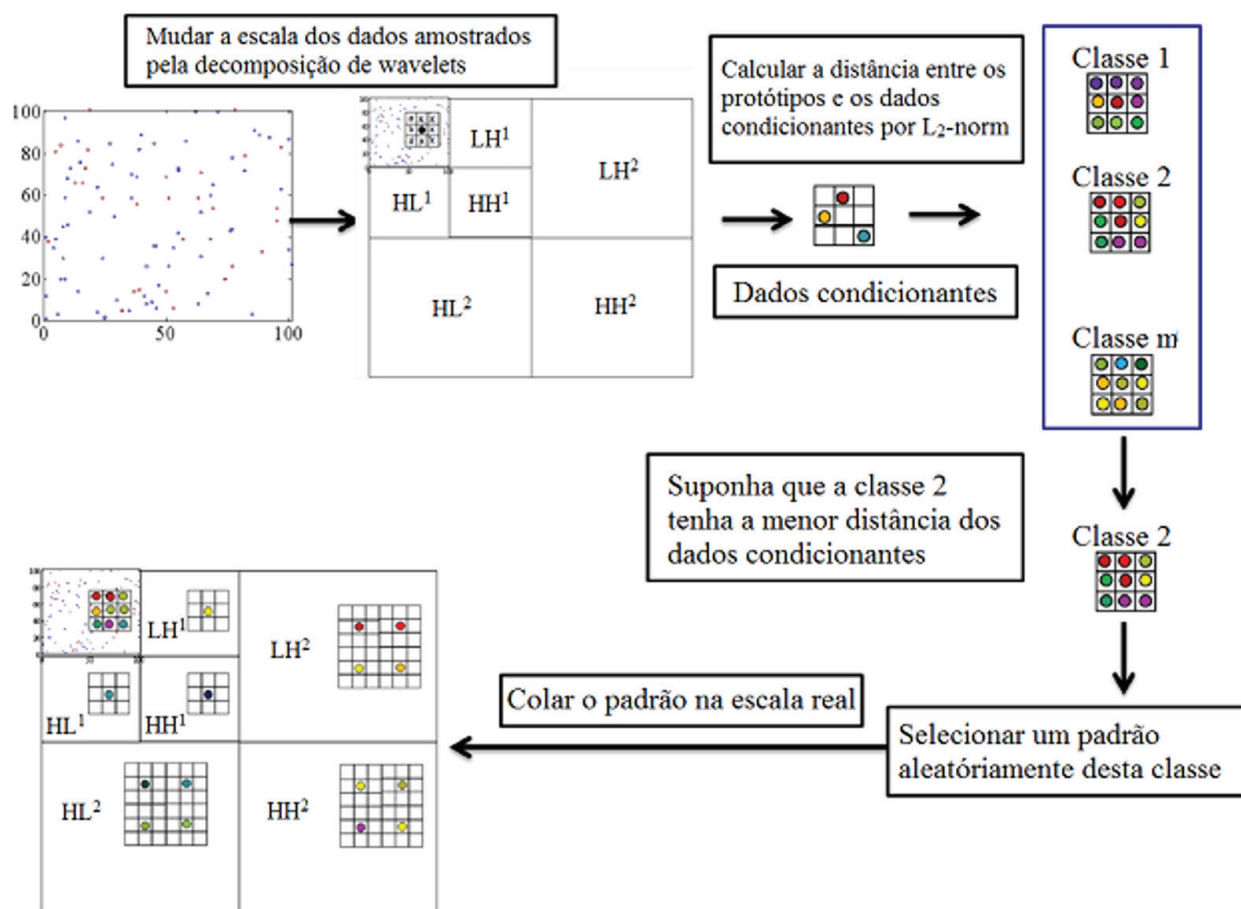 Mudar a escala dos dados amostrados
pela decomposição de wavelets
Calcular a distância entre os
protótipos e os dados
condicionantes por L₂-norm
Classe 1
Classe 2
Classe m
100
80
60
40
20
0
0
50
100
LH¹
HL¹
HH¹
LH²
HL²
HH²
Dados condicionantes
Suponha que a classe 2
tenha a menor distância dos
dados condicionantes
Classe 2
Selecionar um padrão
aleatóriamente desta classe
Colar o padrão na escala real
LH¹
HL¹
HH¹
LH²
HL²
HH²